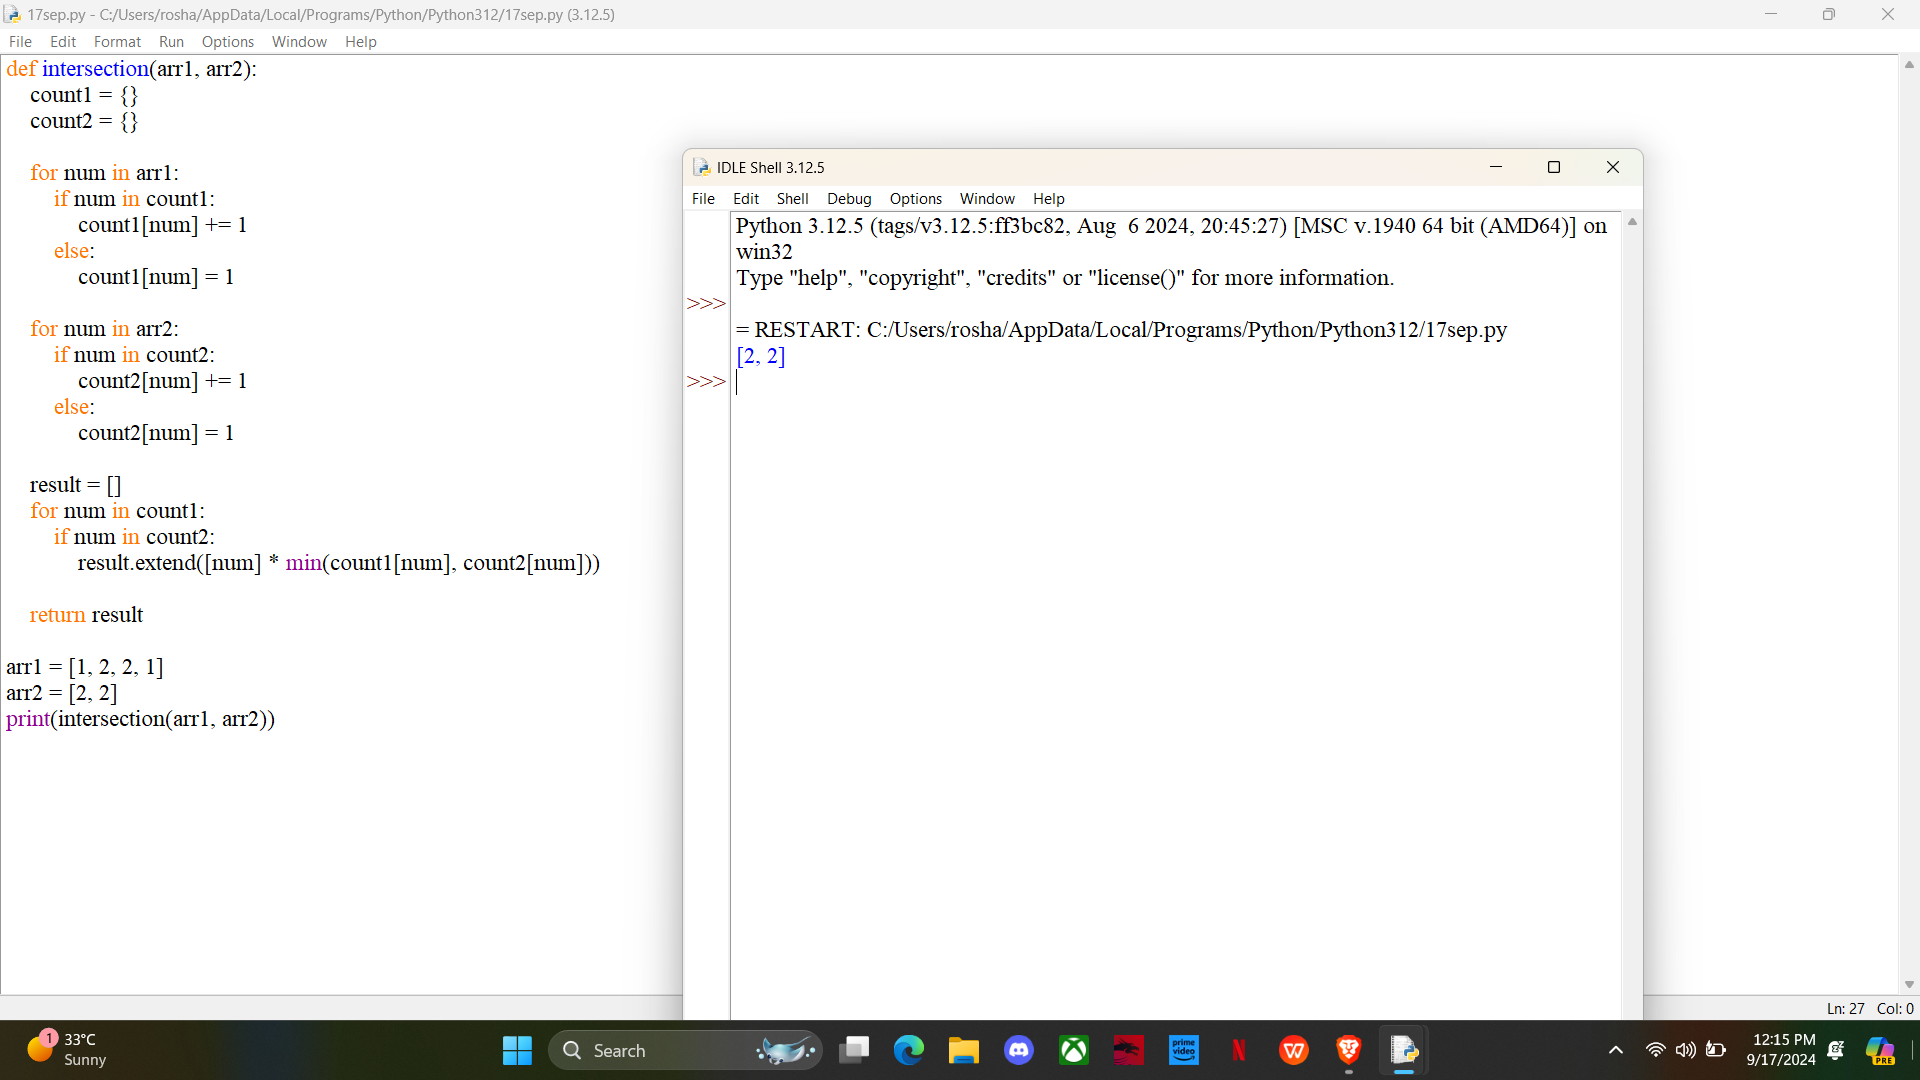 17sep.py - C:/Users/rosha/AppData/Local/Programs/Python/Python312/17sep.py (3.12.5)
File Edit Format Run Options Window Help
def intersection(arr1, arr2):
    count1 = {}
    count2 = {}
    for num in arr1:
        if num in count1:
            count1[num] += 1
        else:
            count1[num] = 1
    for num in arr2:
        if num in count2:
            count2[num] += 1
        else:
            count2[num] = 1
    result = []
    for num in count1:
        if num in count2:
            result.extend([num] * min(count1[num], count2[num]))
    return result
arr1 = [1, 2, 2, 1]
arr2 = [2, 2]
print(intersection(arr1, arr2))
IDLE Shell 3.12.5
File Edit Shell Debug Options Window Help
Python 3.12.5 (tags/v3.12.5:ff3bc82, Aug  6 2024, 20:45:27) [MSC v.1940 64 bit (AMD64)] on
win32
Type "help", "copyright", "credits" or "license()" for more information.
>>>
= RESTART: C:/Users/rosha/AppData/Local/Programs/Python/Python312/17sep.py
[2, 2]
>>>
Ln: 27 Col: 0
1
33°C
Sunny
Search
prime
video
N
W
12:15 PM
9/17/2024
PRE